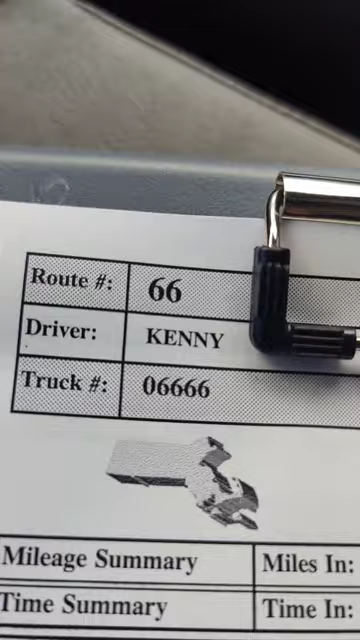 Route #: 66
Driver: KENNY
Truck #: 06666
Mileage Summary Miles In:
Time Summary Time In: